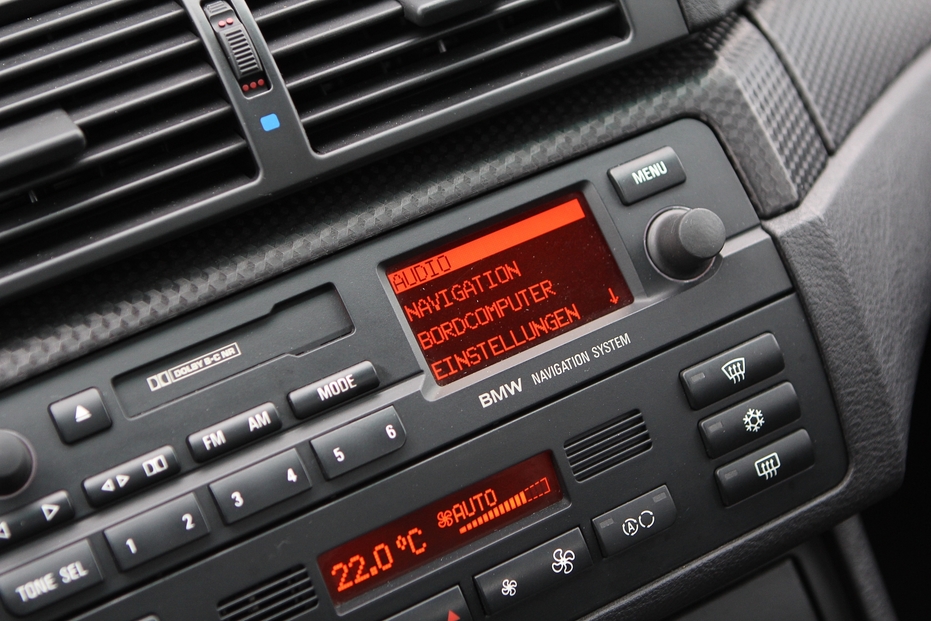 MENU
AUDIO
NAVIGATION
BORDCOMPUTER
EINSTELLUNGEN
BMW NAVIGATION SYSTEM
DOLBY B-C NR
MODE
FM AM
5 6
3 4
1 2
TONE SEL
22.0 °C AUTO
A